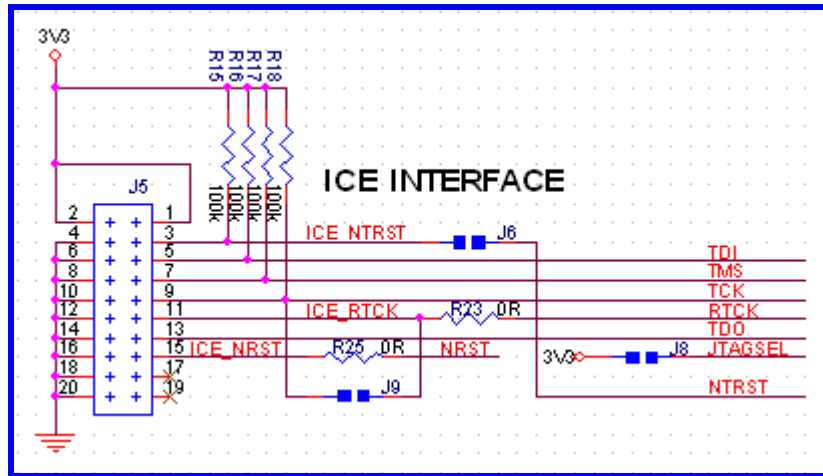 3V3
R15
R16
R17
R18
100k
100k
100k
100k
ICE INTERFACE
J5
2 1
4 3 ICE_NTRST J6
6 5 TDI
8 7 TMS
10 9 TCK
12 11 ICE_RTCK R23 0R RTCK
14 13 TDO
16 15 ICE_NRST R25 0R NRST 3V3 J8 JTAGSEL
18 17
20 19 J9 NTRST